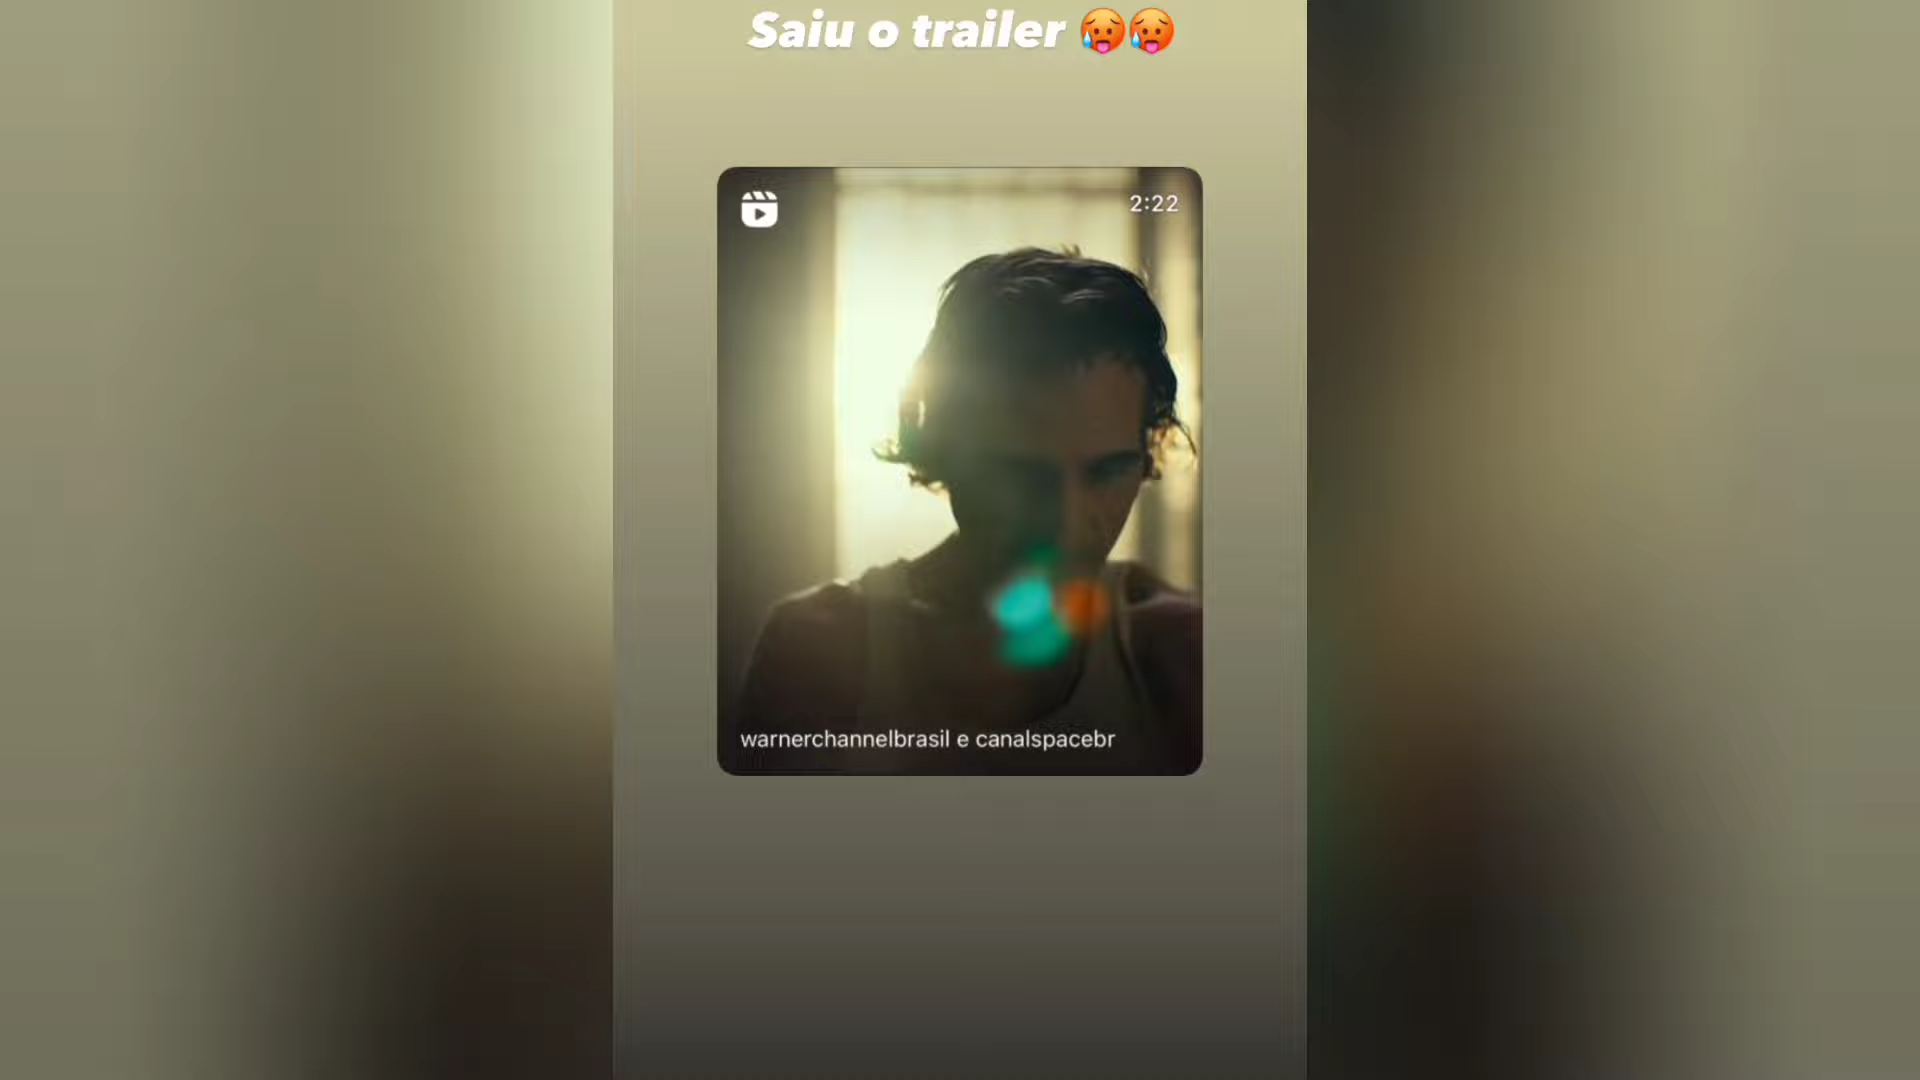 Saiu o trailer 🥵🥵
2:22
warnerchannelbrasil e canalspacebr